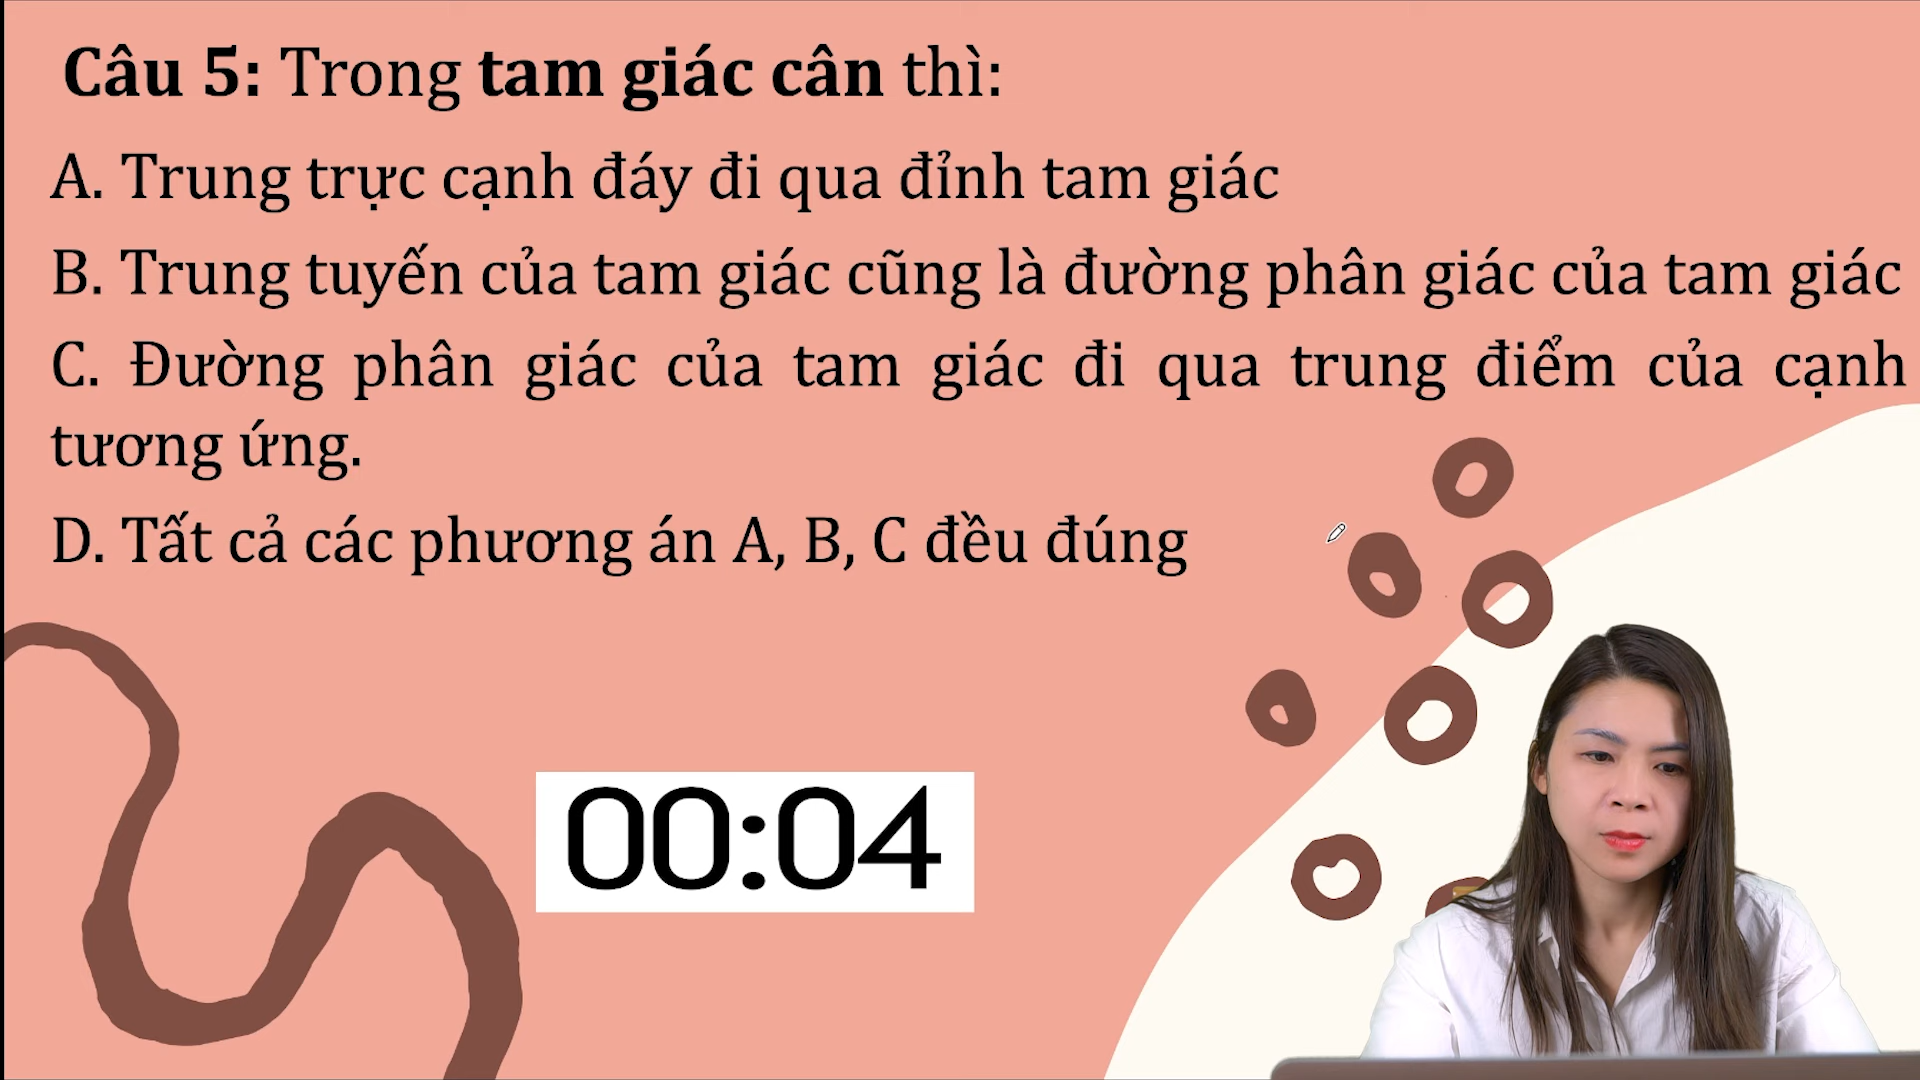 Câu 5: Trong tam giác cân thì:
A. Trung trực cạnh đáy đi qua đỉnh tam giác
B. Trung tuyến của tam giác cũng là đường phân giác của tam giác
C. Đường phân giác của tam giác đi qua trung điểm của cạnh
tương ứng.
D. Tất cả các phương án A, B, C đều đúng
00:04